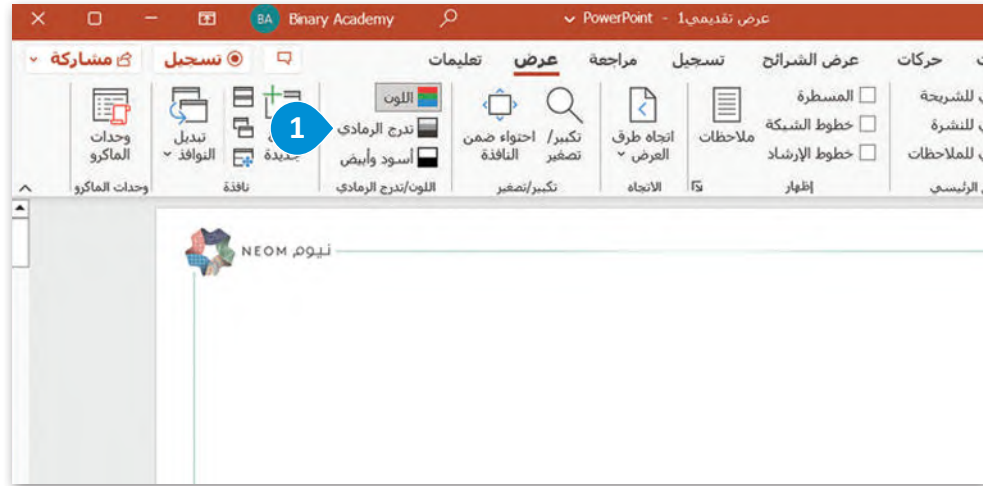 عرض تقديمي1 - PowerPoint
Binary Academy
BA
حركات
عرض الشرائح
تسجيل
مراجعة
عرض
تعليمات
تسجيل
مشاركة
للشريحة
للنشرة
للملاحظات
الرئيسي
المسطرة
خطوط الشبكة
خطوط الإرشاد
إظهار
ملاحظات
اتجاه طرق
العرض
الاتجاه
تكبير/
تصغير
احتواء ضمن
النافذة
تكبير/تصغير
اللون
تدرج الرمادي
أسود وأبيض
اللون/تدرج الرمادي
1
جديدة
تبديل
النوافذ
نافذة
وحدات
الماكرو
وحدات الماكرو
نيوم NEOM